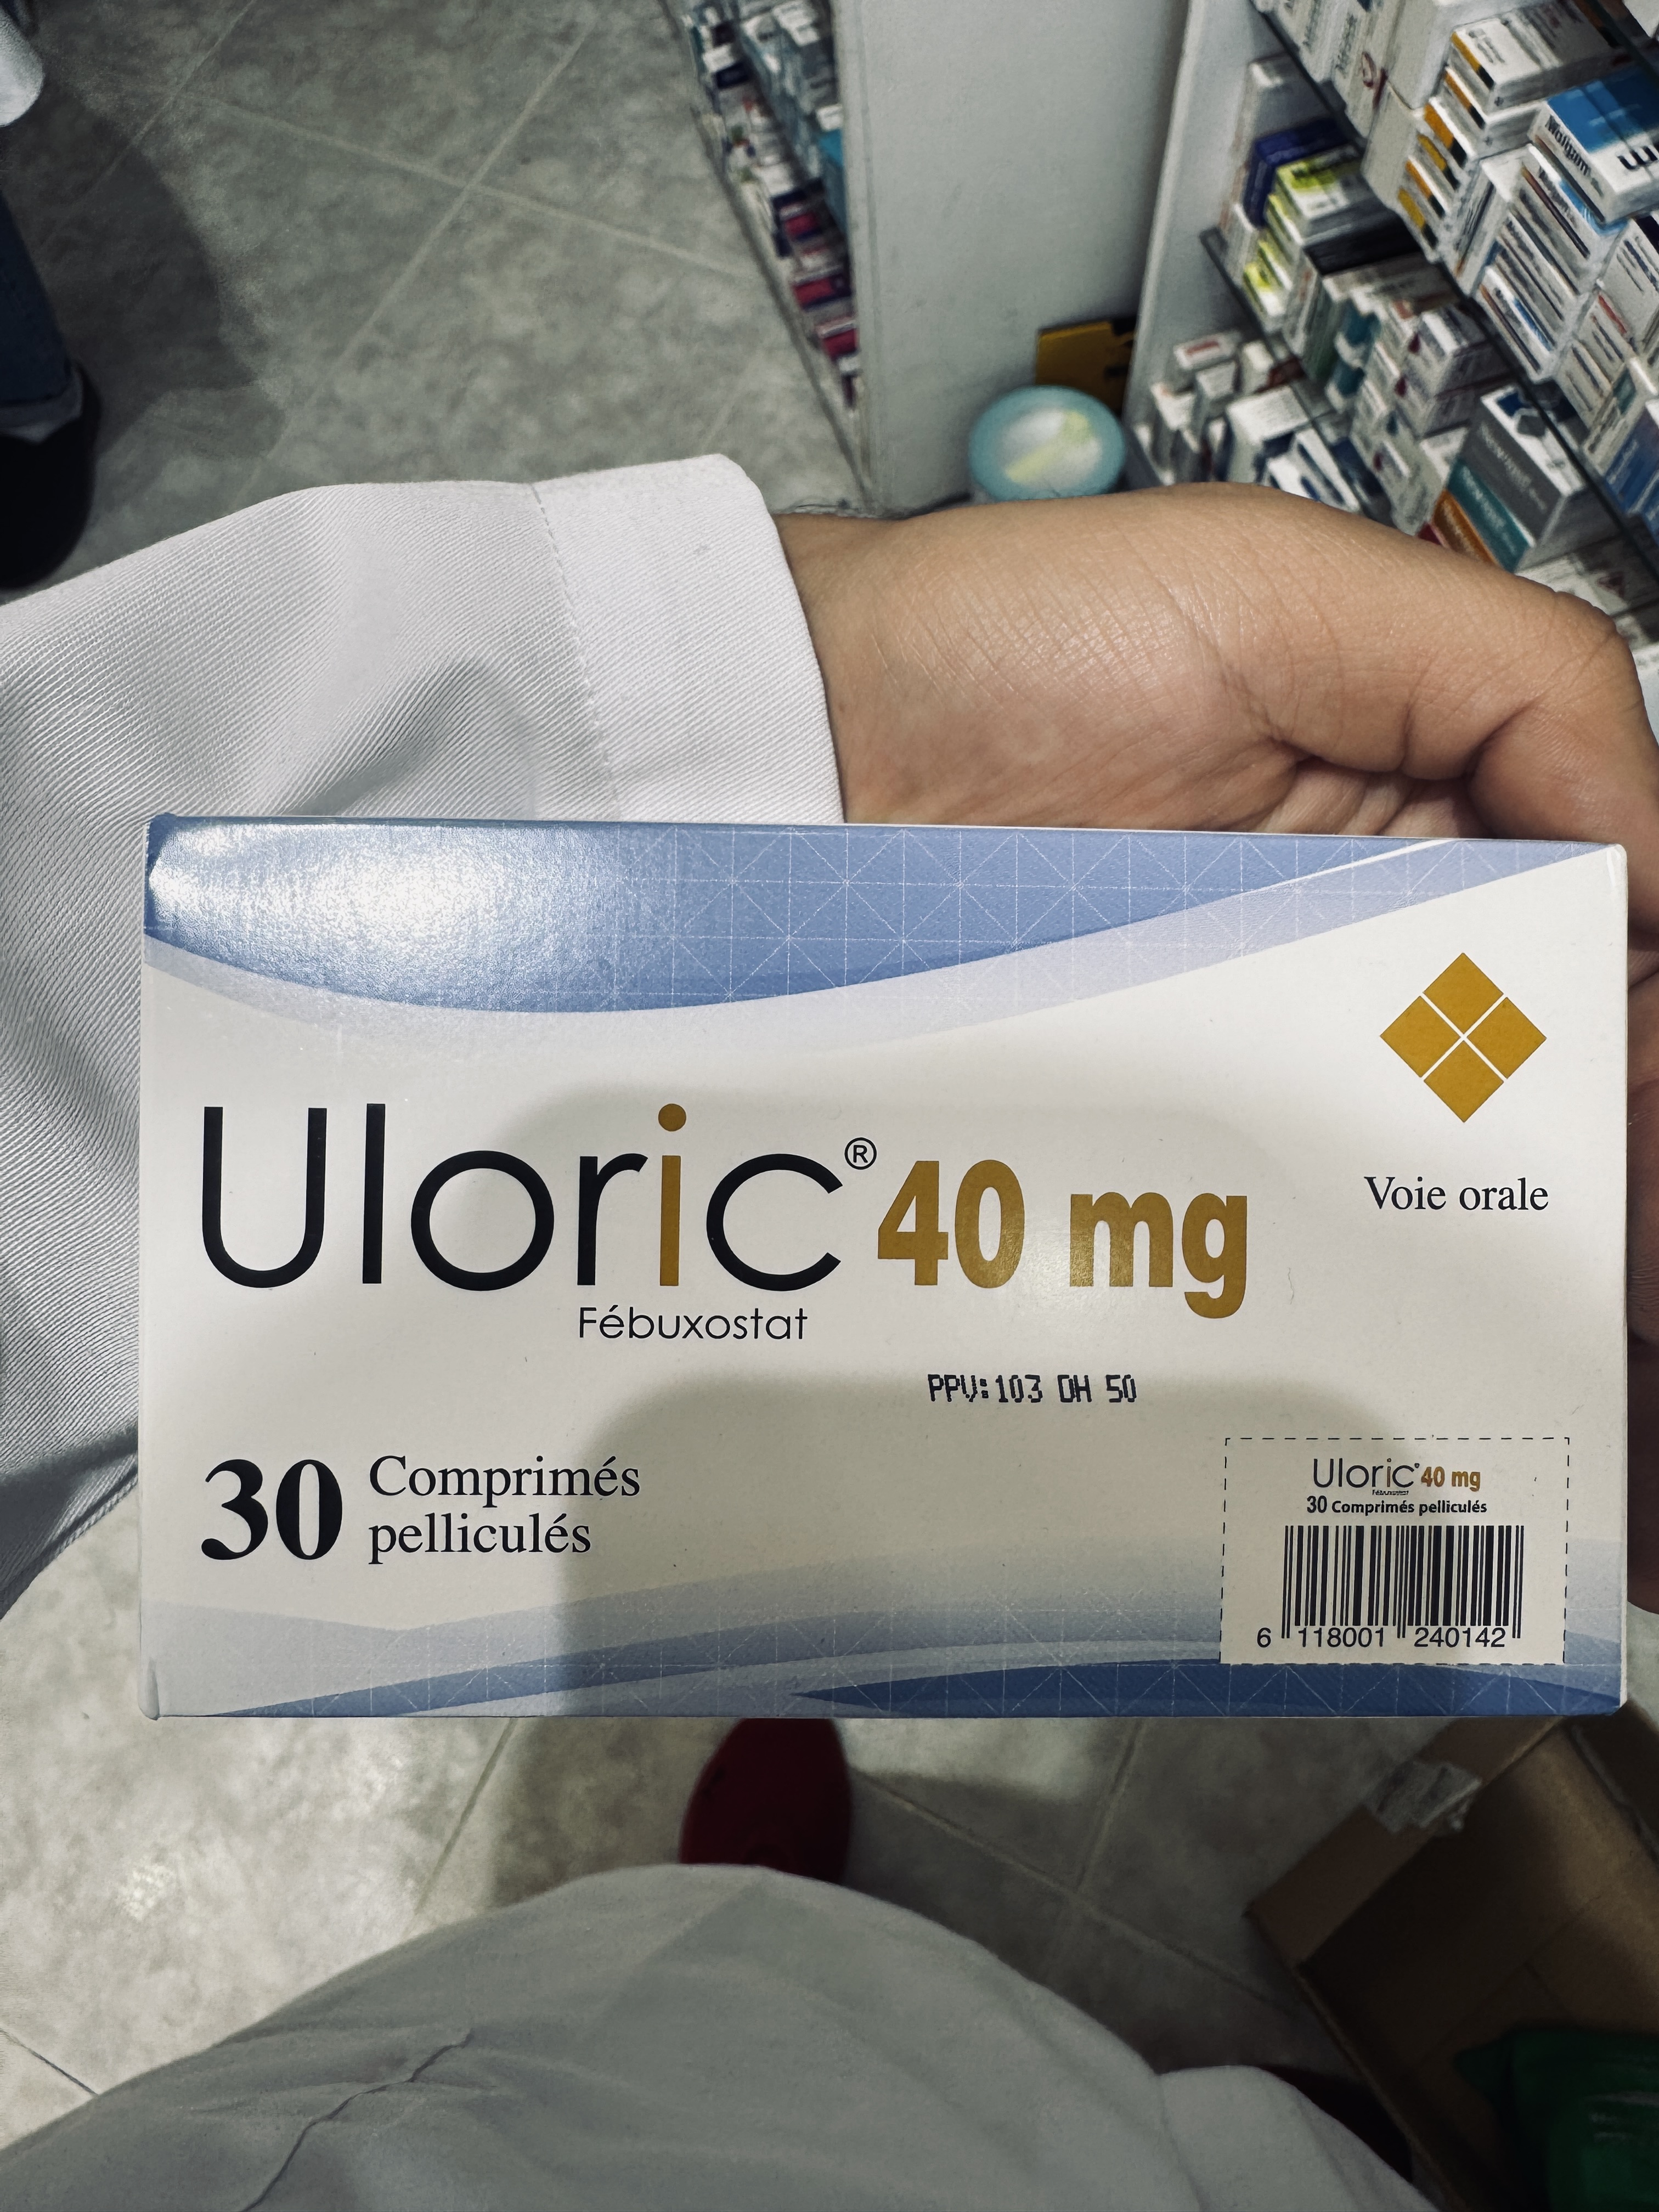 Uloric® 40 mg
Fébuxostat
Voie orale
PPV: 103 DH 50
30 Comprimés
pelliculés
Uloric® 40 mg
Fébuxostat
30 Comprimés pelliculés
6 118001 240142